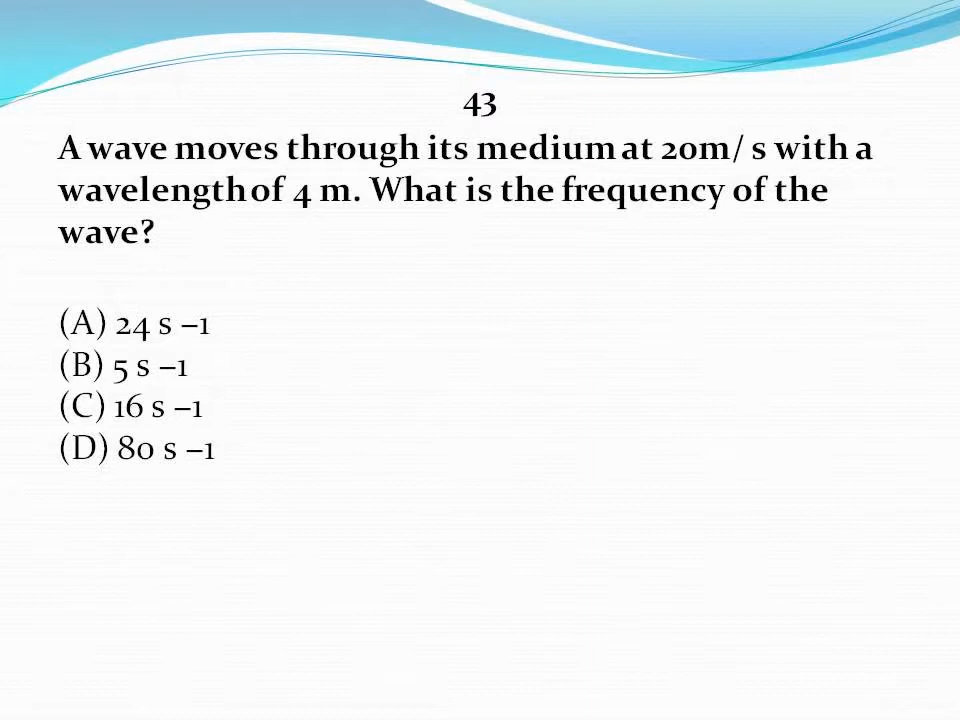 43
A wave moves through its medium at 20m/ s with a
wavelength of 4 m. What is the frequency of the
wave?
(A) 24 s –1
(B) 5 s –1
(C) 16 s –1
(D) 80 s –1